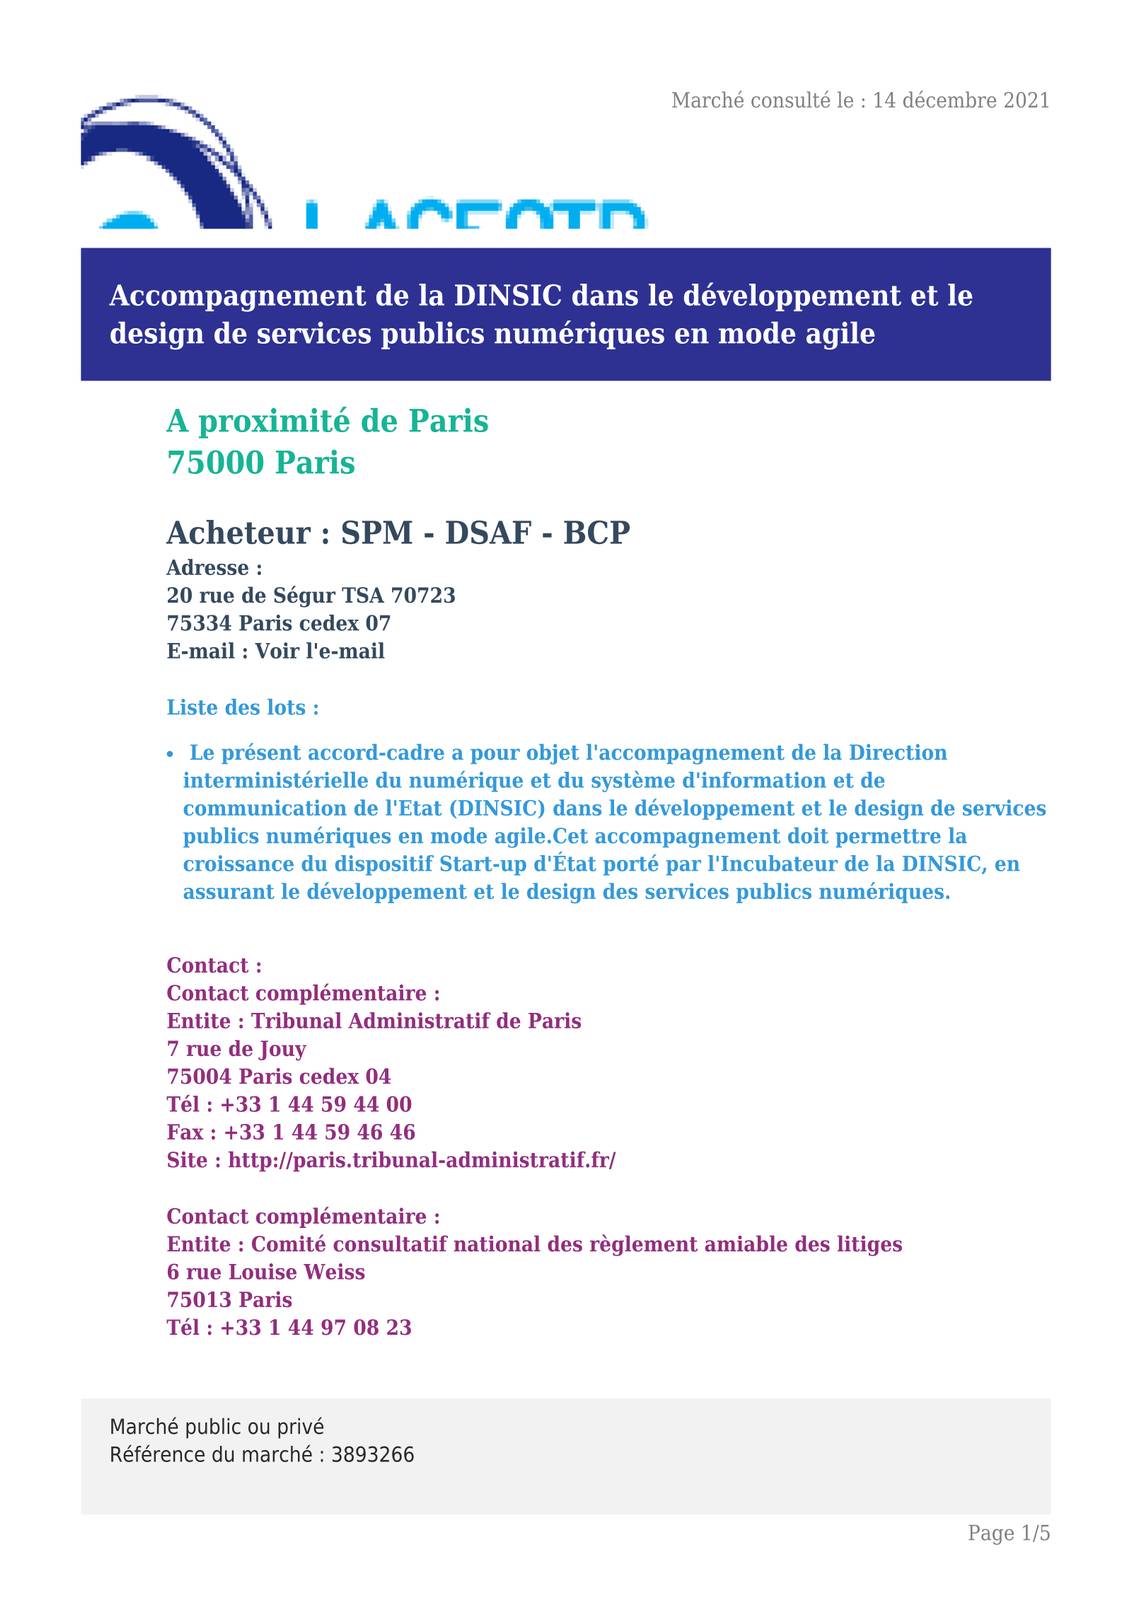 Marché consulté le : 14 décembre 2021
Accompagnement de la DINSIC dans le développement et le
design de services publics numériques en mode agile
A proximité de Paris
75000 Paris
Acheteur : SPM - DSAF - BCP
Adresse :
20 rue de Ségur TSA 70723
75334 Paris cedex 07
E-mail : Voir l'e-mail
Liste des lots :
• Le présent accord-cadre a pour objet l'accompagnement de la Direction
interministérielle du numérique et du système d'information et de
communication de l'Etat (DINSIC) dans le développement et le design de services
publics numériques en mode agile.Cet accompagnement doit permettre la
croissance du dispositif Start-up d'État porté par l'Incubateur de la DINSIC, en
assurant le développement et le design des services publics numériques.
Contact :
Contact complémentaire :
Entite : Tribunal Administratif de Paris
7 rue de Jouy
75004 Paris cedex 04
Tél : +33 1 44 59 44 00
Fax : +33 1 44 59 46 46
Site : http://paris.tribunal-administratif.fr/
Contact complémentaire :
Entite : Comité consultatif national des règlement amiable des litiges
6 rue Louise Weiss
75013 Paris
Tél : +33 1 44 97 08 23
Marché public ou privé
Référence du marché : 3893266
Page 1/5